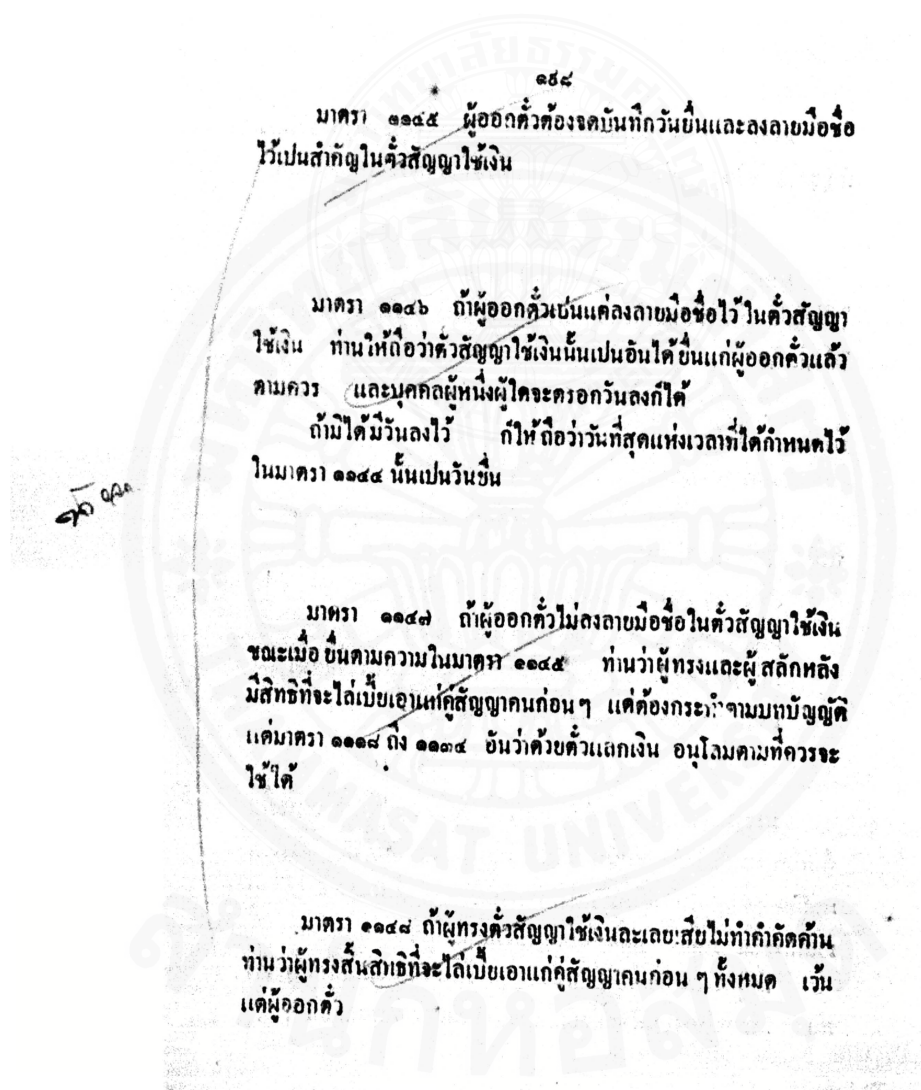 ๑๙๘
มาตรา ๑๑๔๕ ผู้ออกตั๋วต้องจดบันทึกวันยื่นและลงลายมือชื่อ
ไว้เปนสำคัญในตั๋วสัญญาใช้เงิน
มาตรา ๑๑๔๖ ถ้าผู้ออกตั๋วเปนแต่ลงลายมือชื่อไว้ในตั๋วสัญญา
ใช้เงิน ท่านให้ถือว่าตั๋วสัญญาใช้เงินนั้นเปนอันได้ยื่นแก่ผู้ออกตั๋วแล้ว
ตามควร และบุคคลผู้หนึ่งผู้ใดจะกรอกวันลงก็ได้
ถ้ามิได้มีวันลงไว้ ก็ให้ถือว่าวันที่สุดแห่งเวลาที่ได้กำหนดไว้
ในมาตรา ๑๑๔๔ นั้นเปนวันยื่น
มาตรา ๑๑๔๗ ถ้าผู้ออกตั๋วไม่ลงลายมือชื่อในตั๋วสัญญาใช้เงิน
ขณะเมื่อยื่นตามความในมาตรา ๑๑๔๕ ท่านว่าผู้ทรงและผู้สลักหลัง
มีสิทธิที่จะไล่เบี้ยเอาแก่คู่สัญญาคนก่อนๆ แต่ต้องกระทำตามบทบัญญัติ
แต่มาตรา ๑๑๑๘ ถึง ๑๑๓๔ อันว่าด้วยตั๋วแลกเงิน อนุโลมตามที่ควรจะ
ใช้ได้
มาตรา ๑๑๔๘ ถ้าผู้ทรงตั๋วสัญญาใช้เงินละเลยเสียไม่ทำคำคัดค้าน
ท่านว่าผู้ทรงสิ้นสิทธิที่จะไล่เบี้ยเอาแก่คู่สัญญาคนก่อน ๆ ทั้งหมด เว้น
แต่ผู้ออกตั๋ว